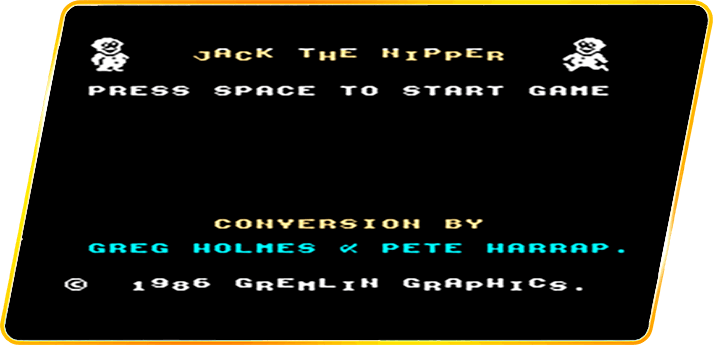 JACK THE NIPPER
PRESS SPACE TO START GAME
CONVERSION BY
GREG HOLMES & PETE HARRAP.
© 1986 GREMLIN GRAPHICS.